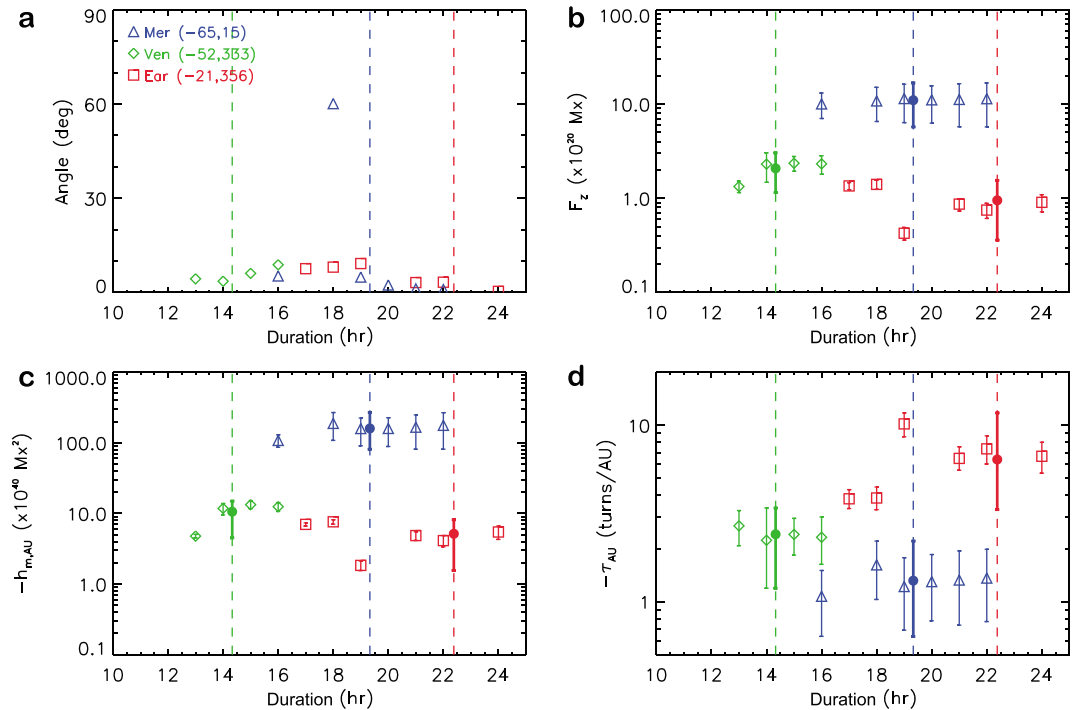 a
90
60
30
0
Angle (deg)
Mer (-65,15)
Ven (-52,333)
Ear (-21,356)
10 12 14 16 18 20 22 24
Duration (hr)
b
100.0
10.0
1.0
0.1
F_z (x10²⁰ Mx)
10 12 14 16 18 20 22 24
Duration (hr)
c
1000.0
100.0
10.0
1.0
0.1
-h_m,AU (x10⁴⁰ Mx²)
10 12 14 16 18 20 22 24
Duration (hr)
d
10
1
-τ_AU (turns/AU)
10 12 14 16 18 20 22 24
Duration (hr)